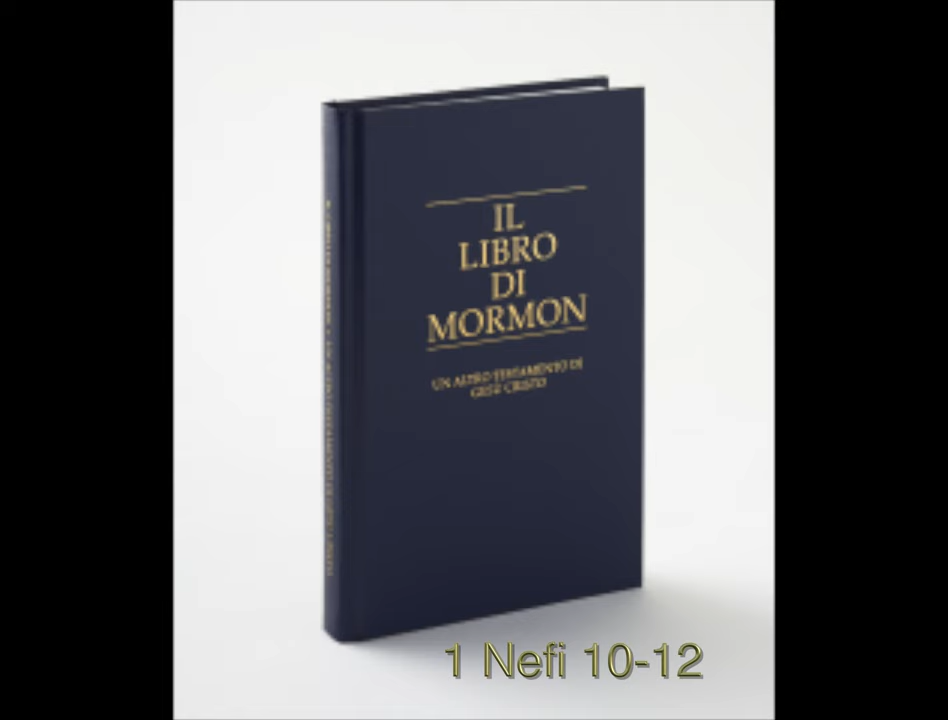 IL
LIBRO
DI
MORMON
UN ALTRO TESTAMENTO DI
GESÙ CRISTO
1 Nefi 10-12